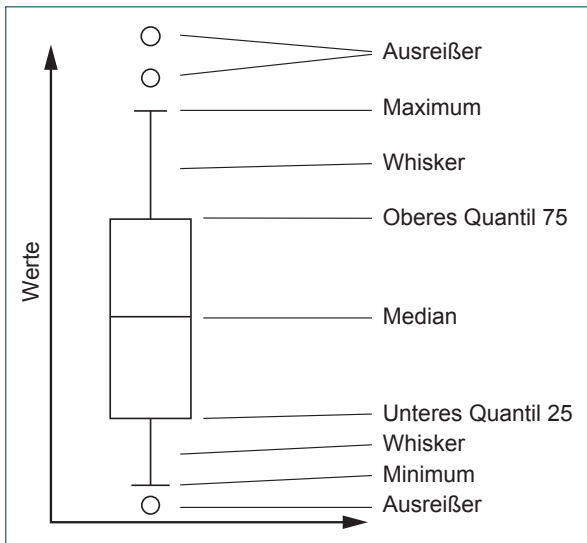 Ausreißer
Maximum
Whisker
Oberes Quantil 75
Werte
Median
Unteres Quantil 25
Whisker
Minimum
Ausreißer